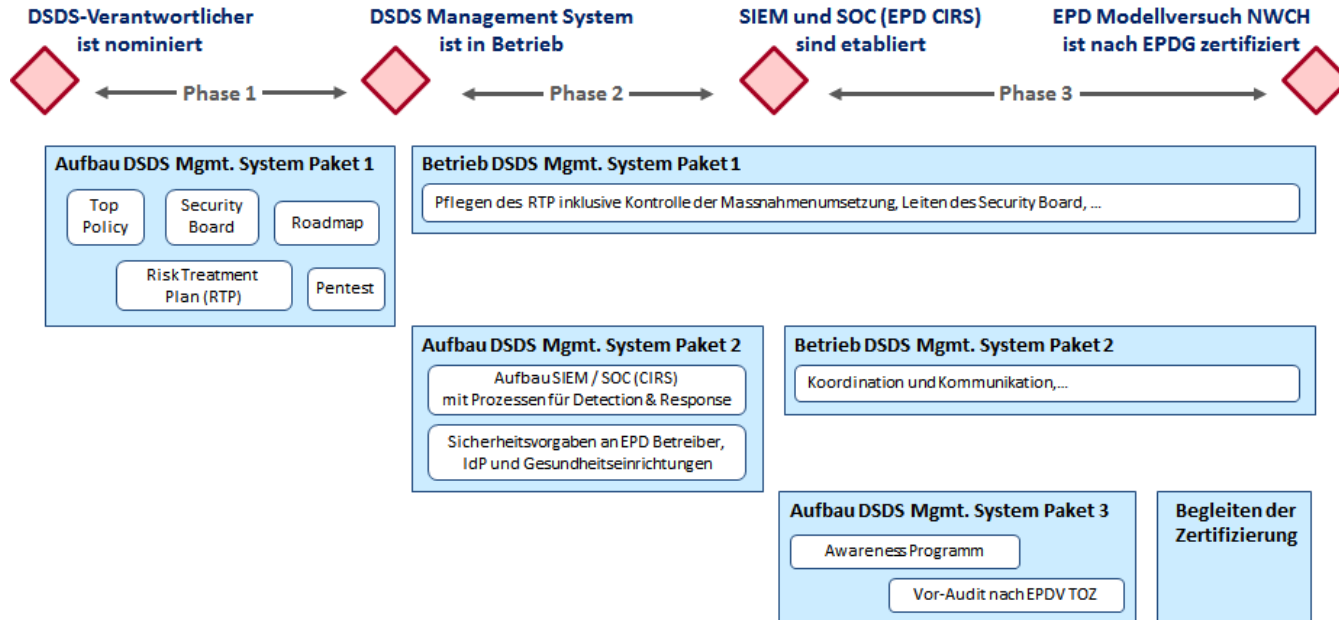 DSDS-Verantwortlicher
ist nominiert
DSDS Management System
ist in Betrieb
SIEM und SOC (EPD CIRS)
sind etabliert
EPD Modellversuch NWCH
ist nach EPDG zertifiziert
Phase 1
Phase 2
Phase 3
Aufbau DSDS Mgmt. System Paket 1
Top
Policy
Security
Board
Roadmap
Risk Treatment
Plan (RTP)
Pentest
Betrieb DSDS Mgmt. System Paket 1
Pflegen des RTP inklusive Kontrolle der Massnahmenumsetzung, Leiten des Security Board, ...
Aufbau DSDS Mgmt. System Paket 2
Aufbau SIEM / SOC (CIRS)
mit Prozessen für Detection & Response
Sicherheitsvorgaben an EPD Betreiber,
IdP und Gesundheitseinrichtungen
Betrieb DSDS Mgmt. System Paket 2
Koordination und Kommunikation,...
Aufbau DSDS Mgmt. System Paket 3
Awareness Programm
Vor-Audit nach EPDV TOZ
Begleiten der
Zertifizierung